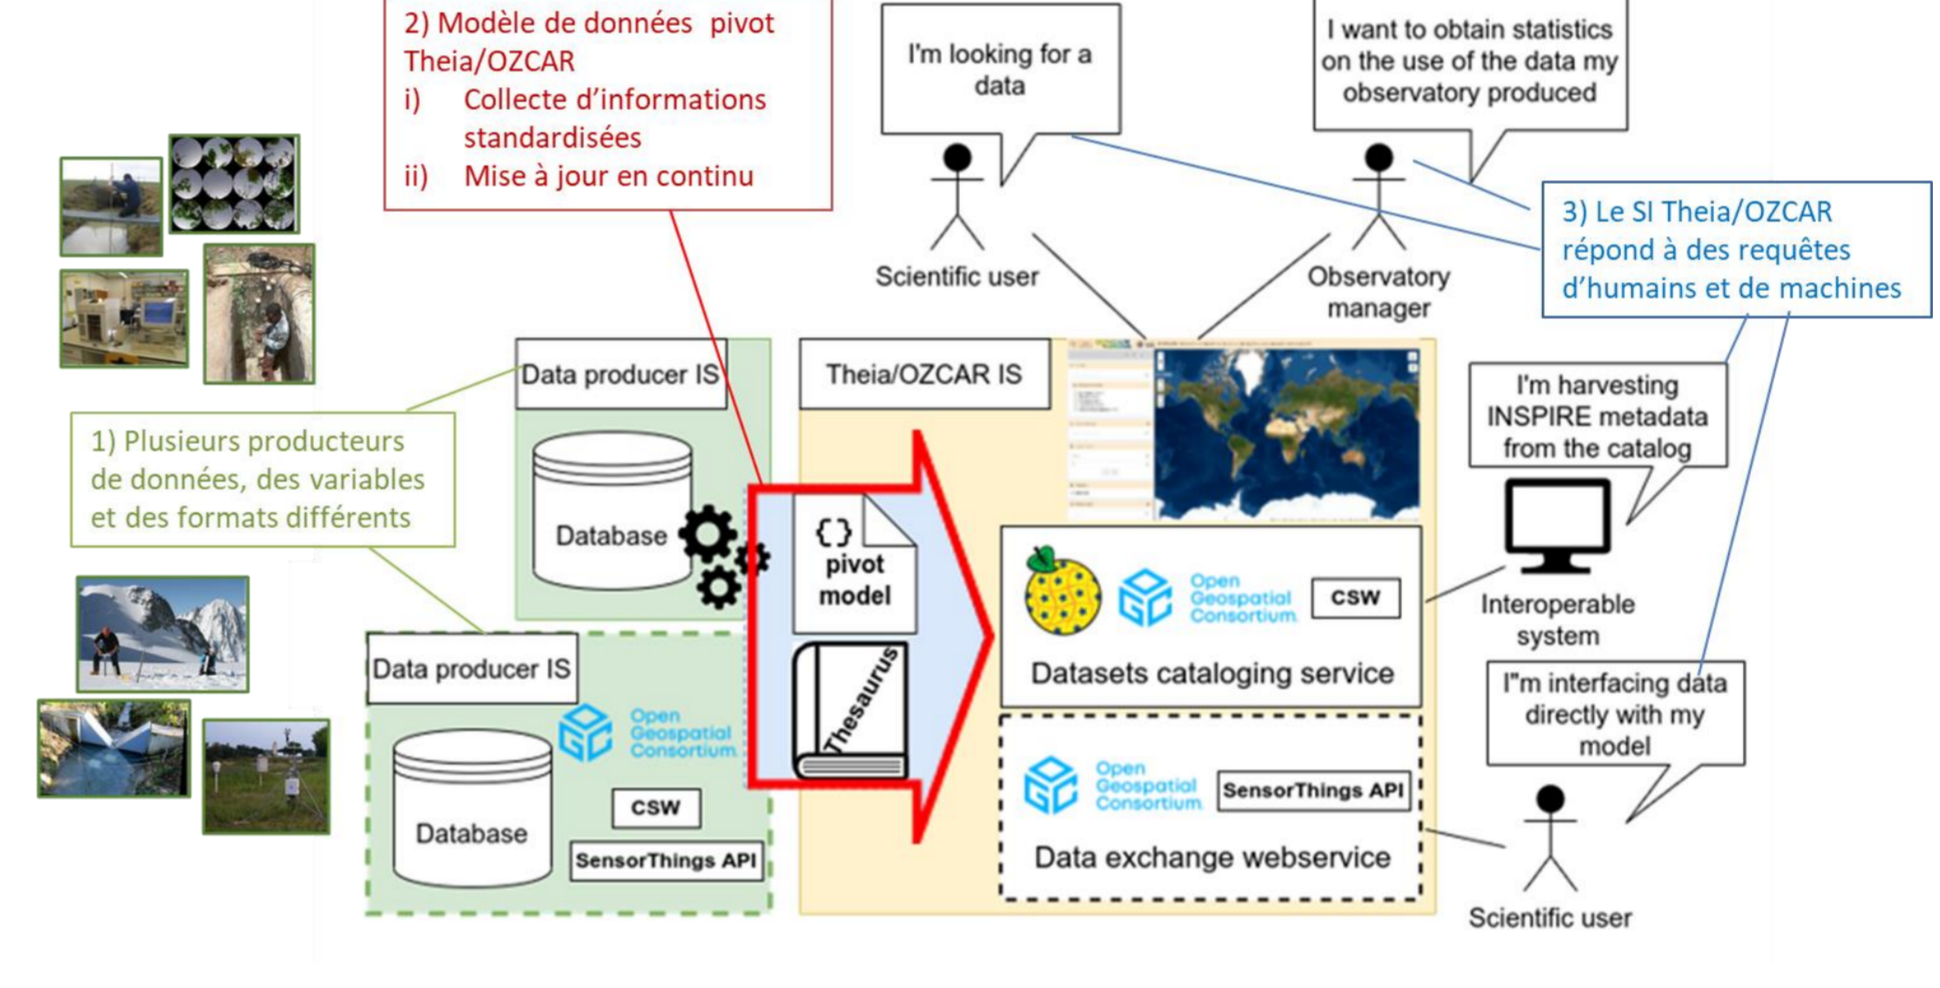 2) Modèle de données pivot
Theia/OZCAR
i) Collecte d'informations
standardisées
ii) Mise à jour en continu
I'm looking for a
data
I want to obtain statistics
on the use of the data my
observatory produced
Scientific user
Observatory
manager
3) Le SI Theia/OZCAR
répond à des requêtes
d'humains et de machines
1) Plusieurs producteurs
de données, des variables
et des formats différents
Data producer IS
Database
Theia/OZCAR IS
{}
pivot
model
Thesaurus
Data producer IS
Open
Geospatial
Consortium
CSW
SensorThings API
Database
Open
Geospatial
Consortium
CSW
Datasets cataloging service
Open
Geospatial
Consortium
SensorThings API
Data exchange webservice
I'm harvesting
INSPIRE metadata
from the catalog
Interoperable
system
I"m interfacing data
directly with my
model
Scientific user